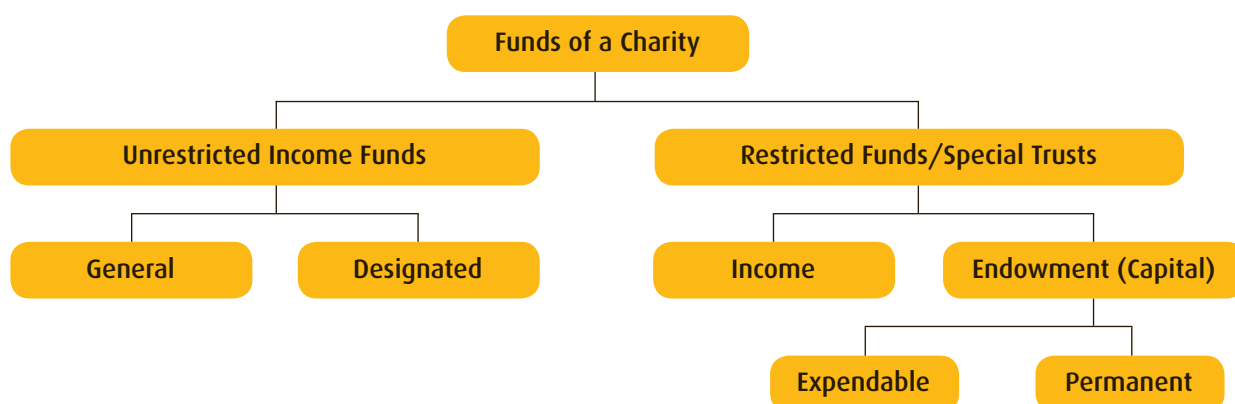 Funds of a Charity
Unrestricted Income Funds
Restricted Funds/Special Trusts
General
Designated
Income
Endowment (Capital)
Expendable
Permanent